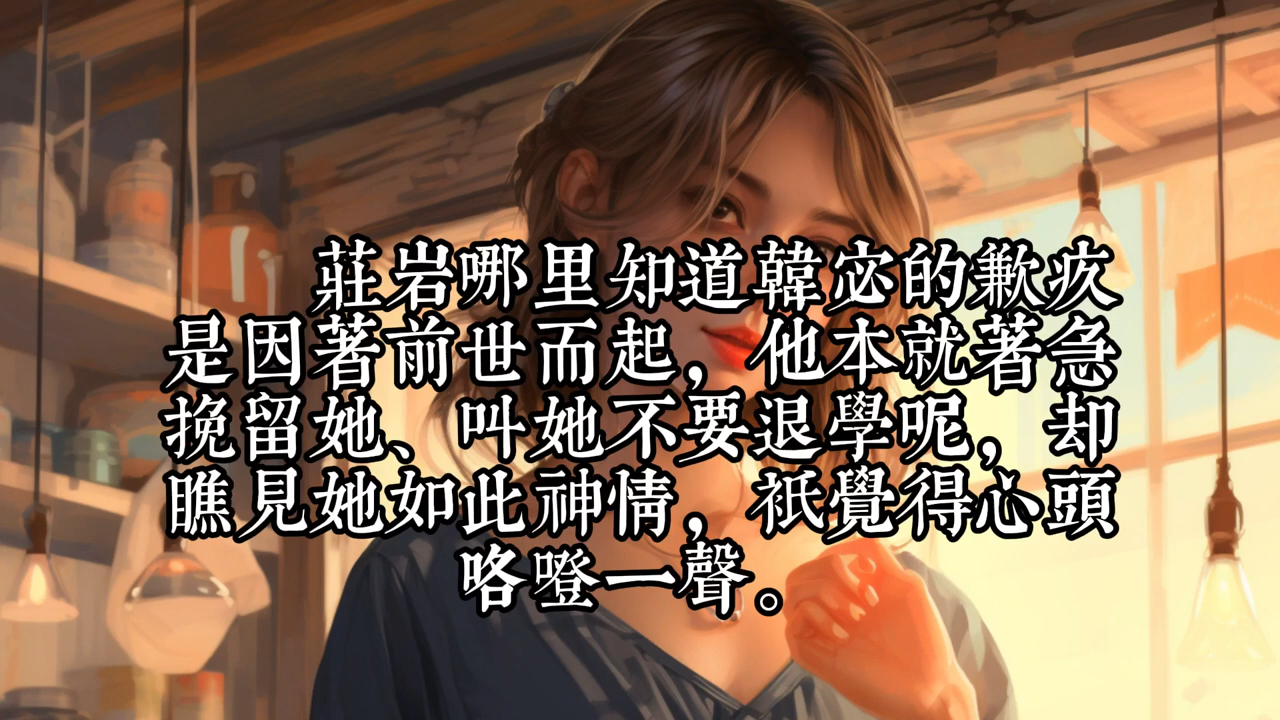 莊岩哪里知道韓宓的歉疚
是因著前世而起，他本就著急
挽留她、叫她不要退學呢，却
瞧見她如此神情，祇覺得心頭
咯噔一聲。